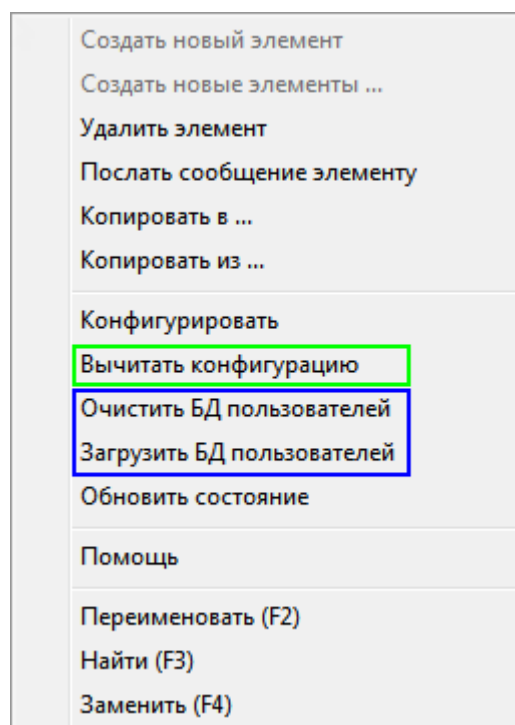 Создать новый элемент
Создать новые элементы ...
Удалить элемент
Послать сообщение элементу
Копировать в ...
Копировать из ...
Конфигурировать
Вычитать конфигурацию
Очистить БД пользователей
Загрузить БД пользователей
Обновить состояние
Помощь
Переименовать (F2)
Найти (F3)
Заменить (F4)